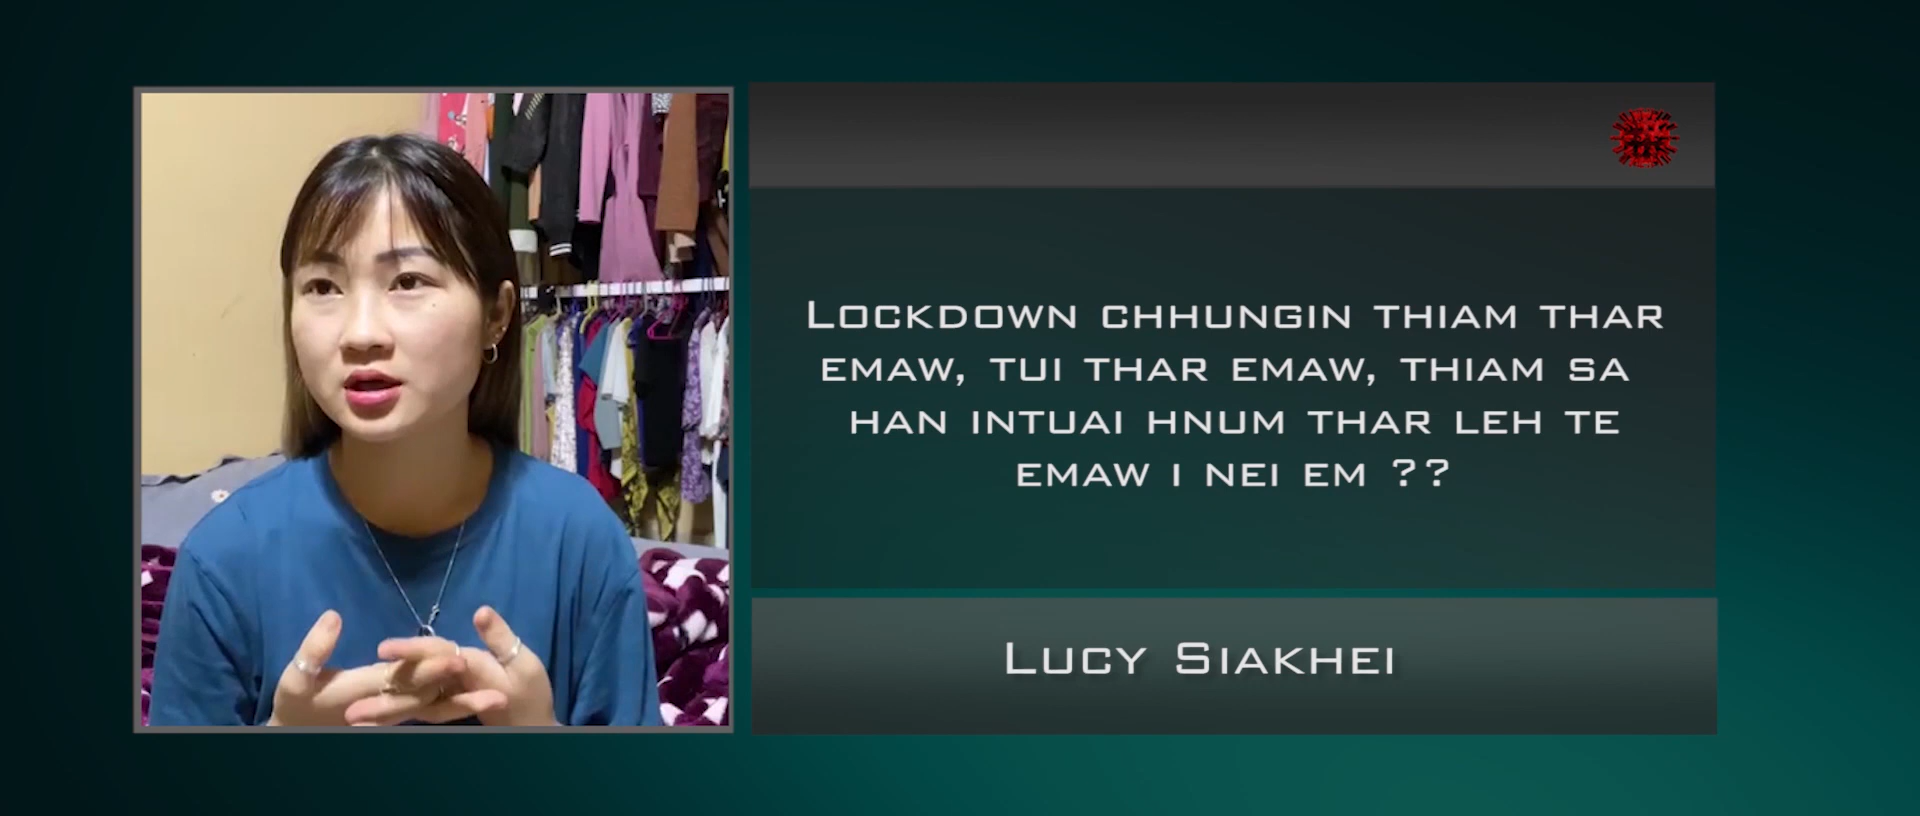 Lockdown chhungin thiam thar
emaw, tui thar emaw, thiam sa
han intuai hnum thar leh te
emaw i nei em ??
Lucy Siakhei